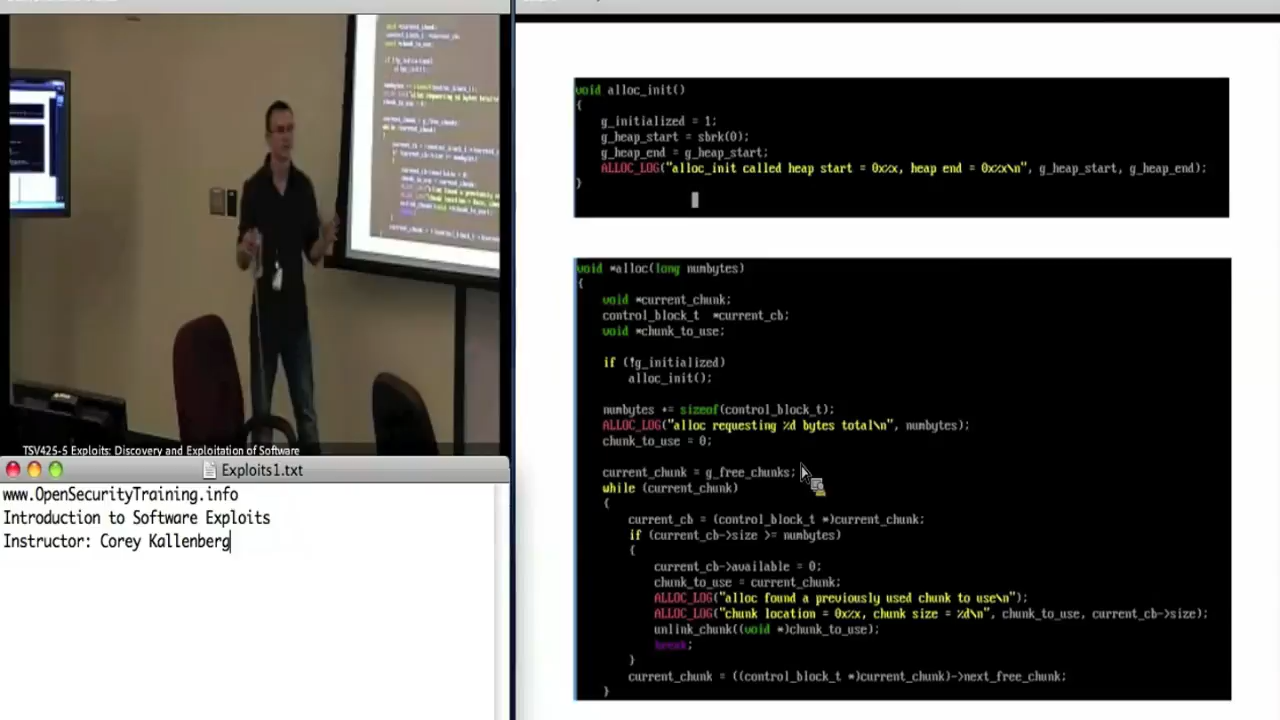 TSV425-5 Exploits: Discovery and Exploitation of Software
Exploits1.txt
www.OpenSecurityTraining.info
Introduction to Software Exploits
Instructor: Corey Kallenberg
void alloc_init()
{
g_initialized = 1;
g_heap_start = sbrk(0);
g_heap_end = g_heap_start;
ALLOC_LOG("alloc_init called heap start = 0x%x, heap end = 0x%x\n", g_heap_start, g_heap_end);
}
void *alloc(long numbytes)
{
void *current_chunk;
control_block_t *current_cb;
void *chunk_to_use;
if (!g_initialized)
alloc_init();
numbytes += sizeof(control_block_t);
ALLOC_LOG("alloc requesting %d bytes total\n", numbytes);
chunk_to_use = 0;
current_chunk = g_free_chunks;
while (current_chunk)
{
current_cb = (control_block_t *)current_chunk;
if (current_cb->size >= numbytes)
{
current_cb->available = 0;
chunk_to_use = current_chunk;
ALLOC_LOG("alloc found a previously used chunk to use\n");
ALLOC_LOG("chunk location = 0x%x, chunk size = %d\n", chunk_to_use, current_cb->size);
unlink_chunk((void *)chunk_to_use);
break;
}
current_chunk = ((control_block_t *)current_chunk)->next_free_chunk;
}